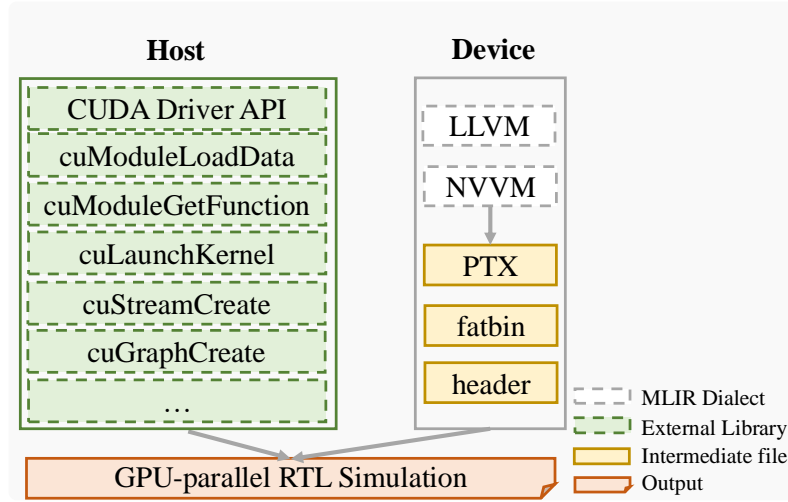 Host
CUDA Driver API
cuModuleLoadData
cuModuleGetFunction
cuLaunchKernel
cuStreamCreate
cuGraphCreate
…
Device
LLVM
NVVM
PTX
fatbin
header
MLIR Dialect
External Library
Intermediate file
Output
GPU-parallel RTL Simulation